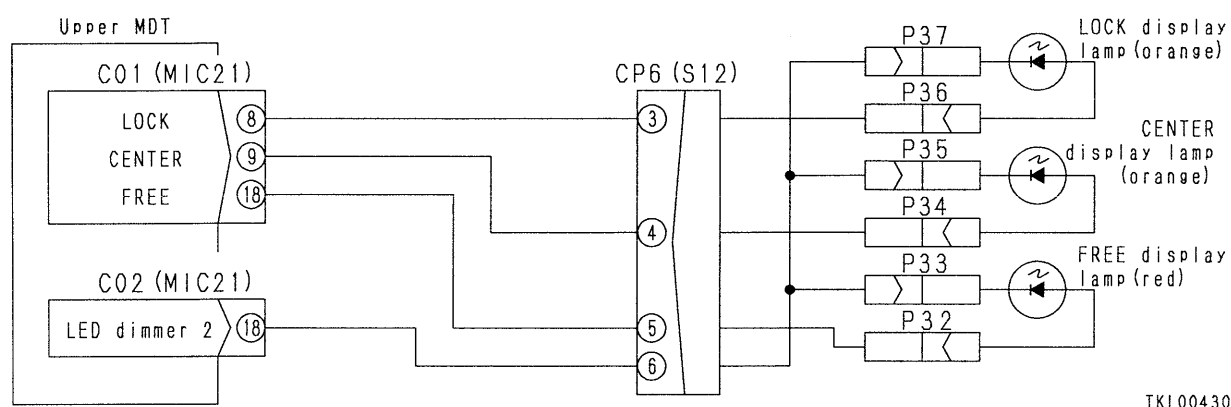 Upper MDT
C01 (MIC21)
LOCK
8
CENTER
9
FREE
18
C02 (MIC21)
LED dimmer 2
18
CP6 (S12)
3
4
5
6
P37
P36
P35
P34
P33
P32
LOCK display
lamp (orange)
CENTER
display lamp
(orange)
FREE display
lamp (red)
TKL00430